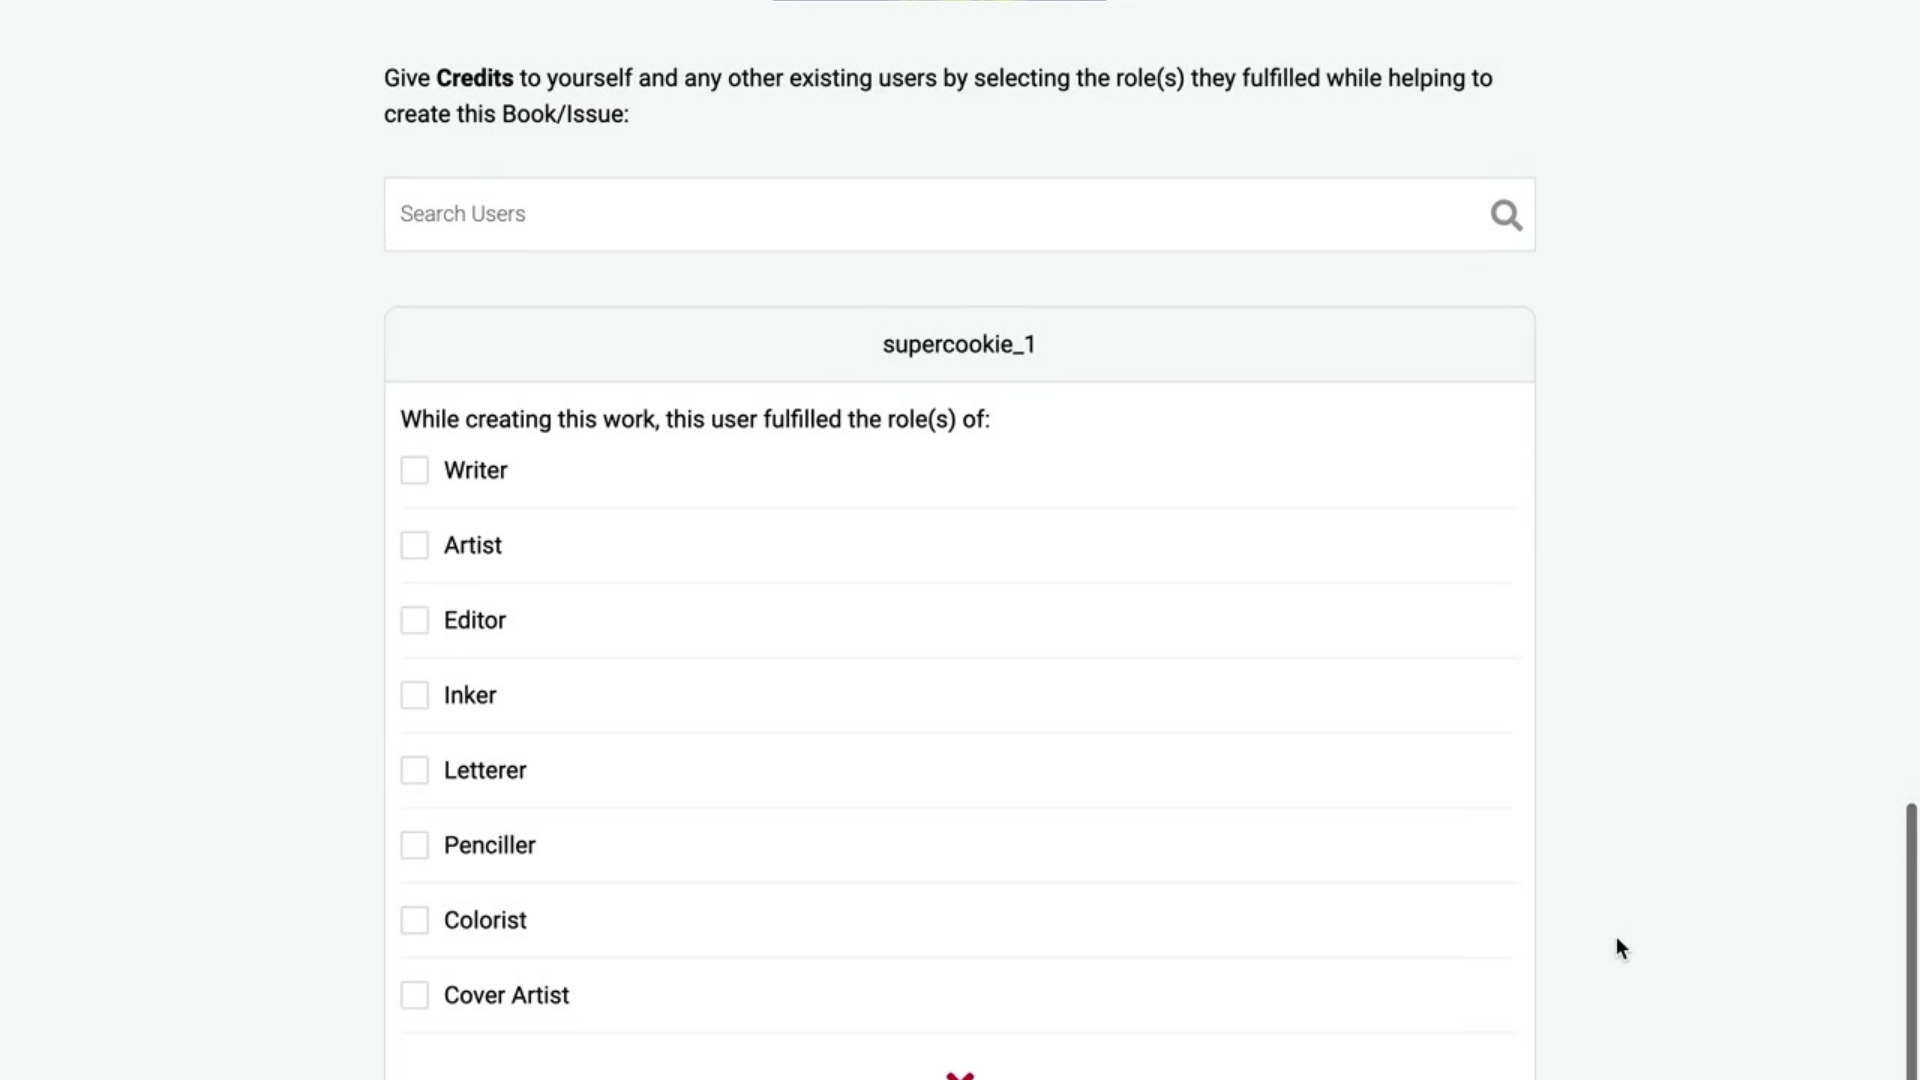 Give Credits to yourself and any other existing users by selecting the role(s) they fulfilled while helping to
create this Book/Issue:
Search Users
supercookie_1
While creating this work, this user fulfilled the role(s) of:
Writer
Artist
Editor
Inker
Letterer
Penciller
Colorist
Cover Artist